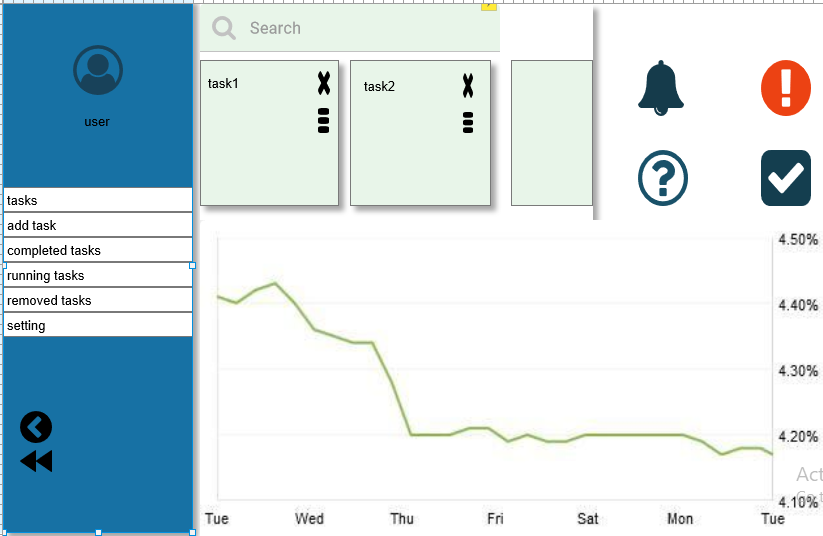 user
tasks
add task
completed tasks
running tasks
removed tasks
setting
Search
task1
task2
4.50%
4.40%
4.30%
4.20%
4.10%
Tue Wed Thu Fri Sat Mon Tue
Act